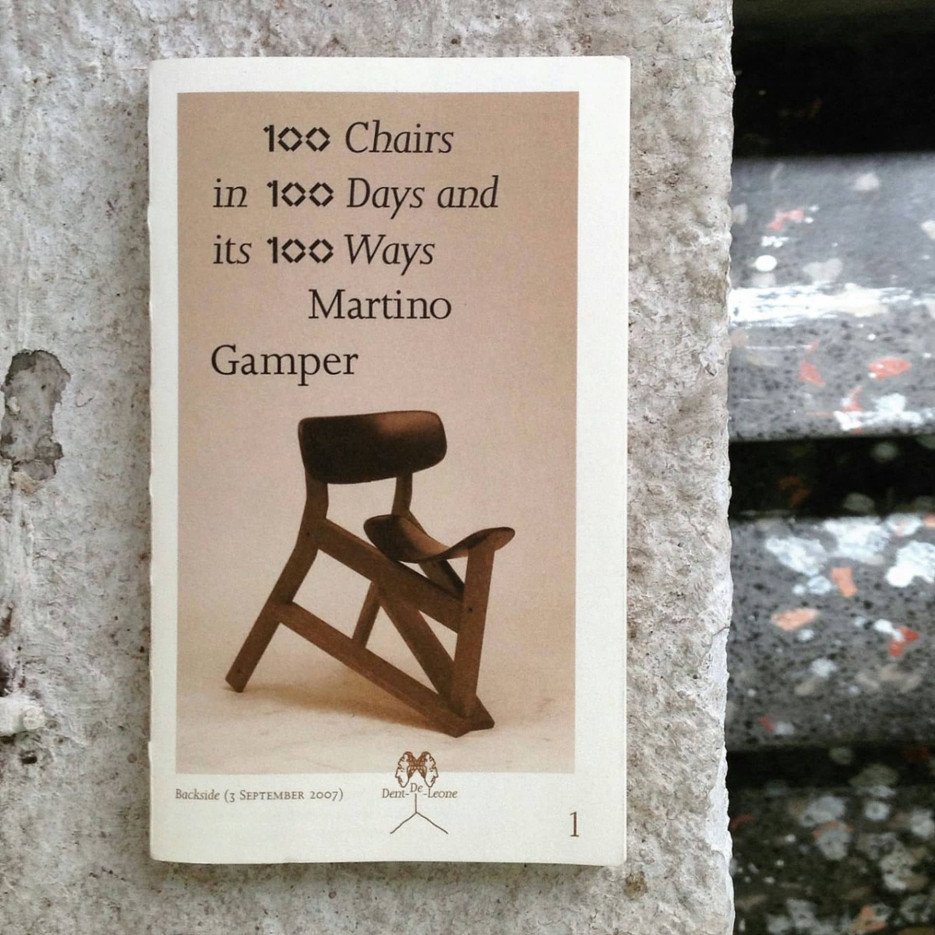 100 Chairs
in 100 Days and
its 100 Ways
Martino
Gamper
Backside (3 September 2007)
Dent-De-Leone
1